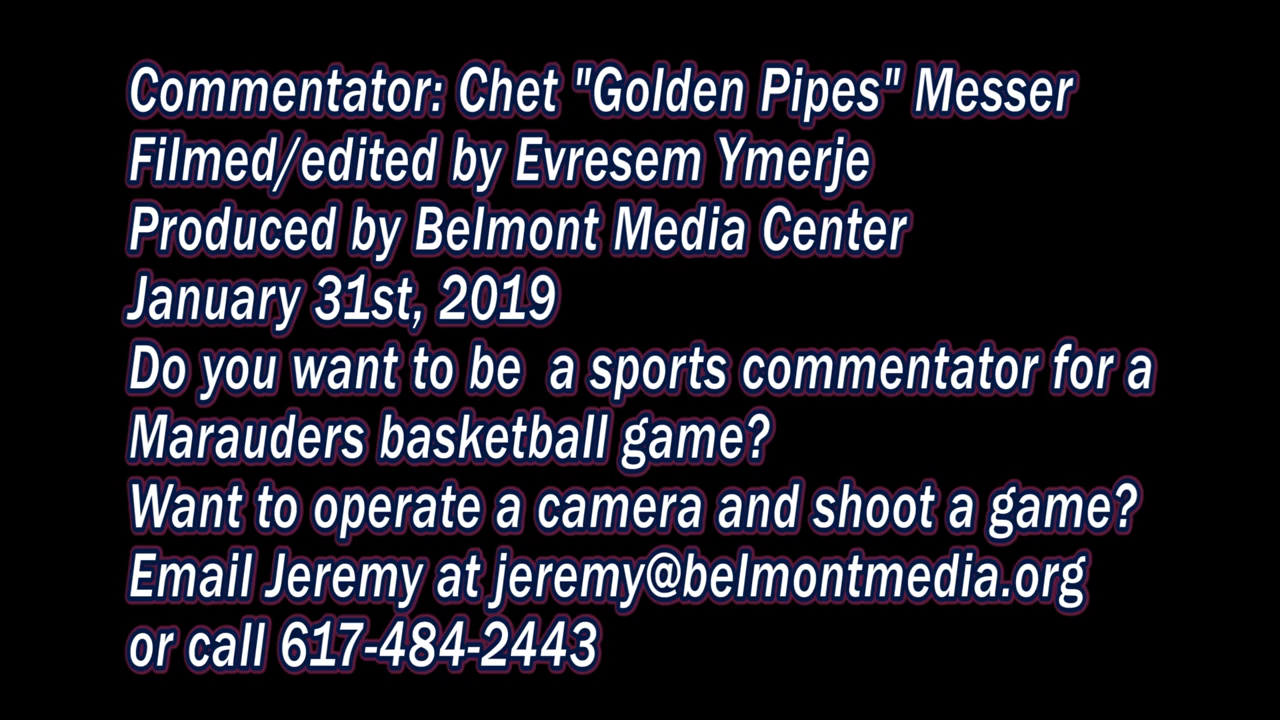 Commentator: Chet "Golden Pipes" Messer
Filmed/edited by Evresem Ymerje
Produced by Belmont Media Center
January 31st, 2019
Do you want to be  a sports commentator for a
Marauders basketball game?
Want to operate a camera and shoot a game?
Email Jeremy at jeremy@belmontmedia.org
or call 617-484-2443